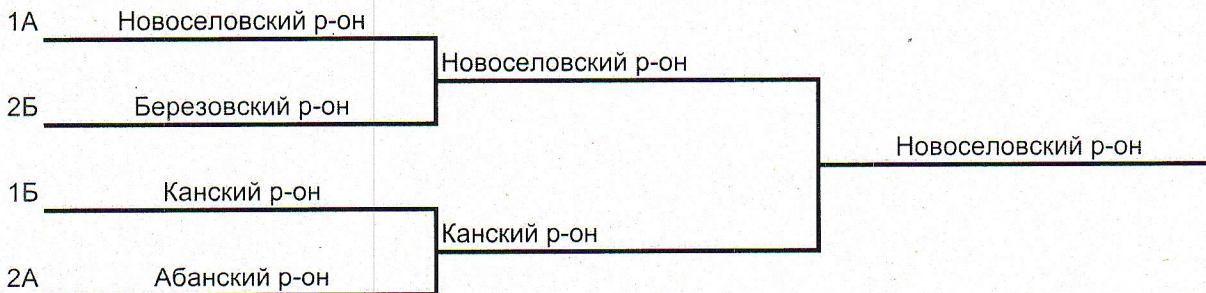 1А Новоселовский р-он
Новоселовский р-он
2Б Березовский р-он
Новоселовский р-он
1Б Канский р-он
Канский р-он
2А Абанский р-он